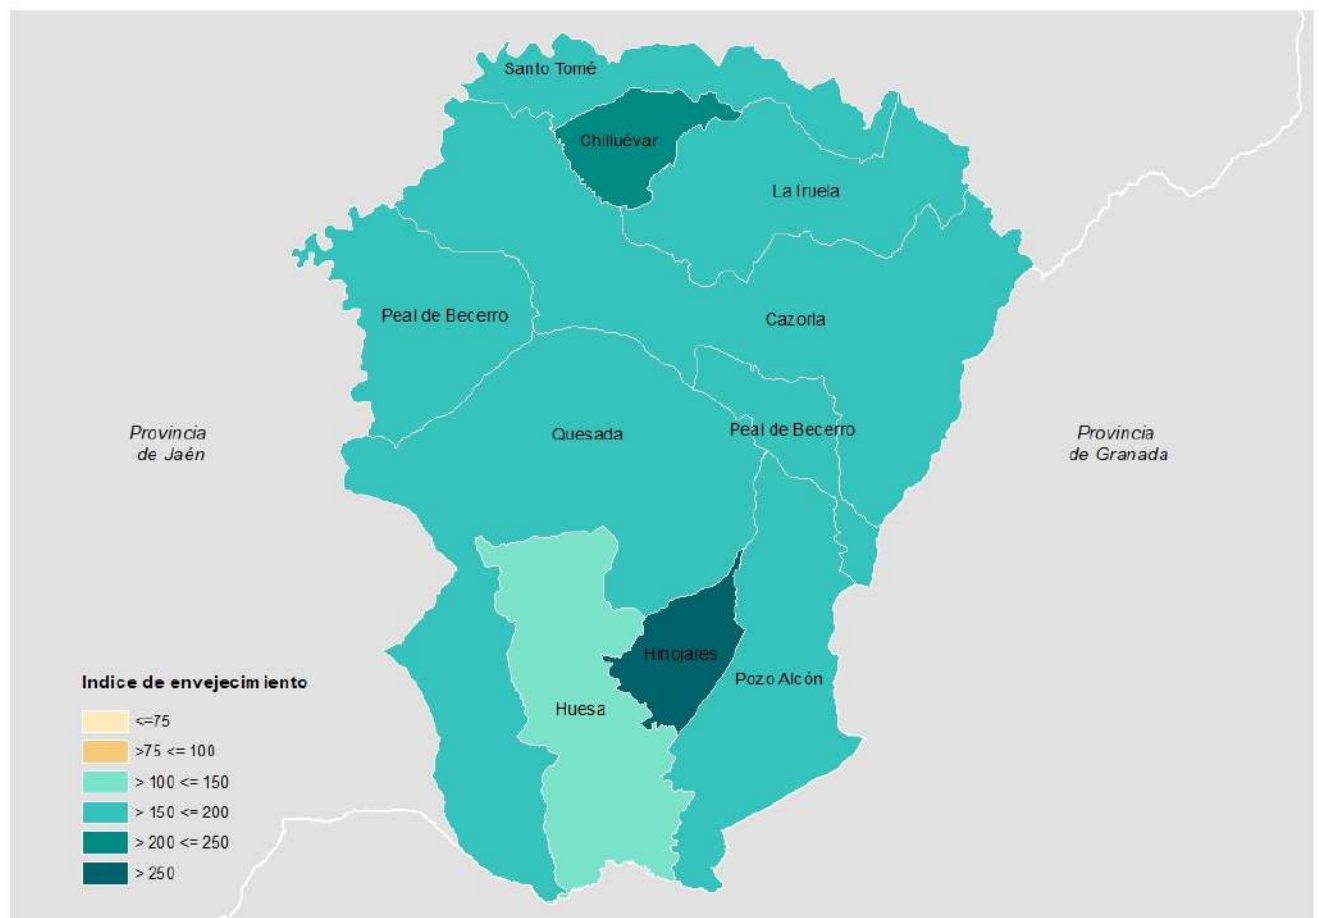 Santo Tomé
Chilluévar
La Iruela
Peal de Becerro
Cazorla
Quesada
Peal de Becerro
Provincia
de Jaén
Provincia
de Granada
Hinojares
Pozo Alcón
Huesa
Indice de envejecimiento
<=75
>75 <= 100
> 100 <= 150
> 150 <= 200
> 200 <= 250
> 250